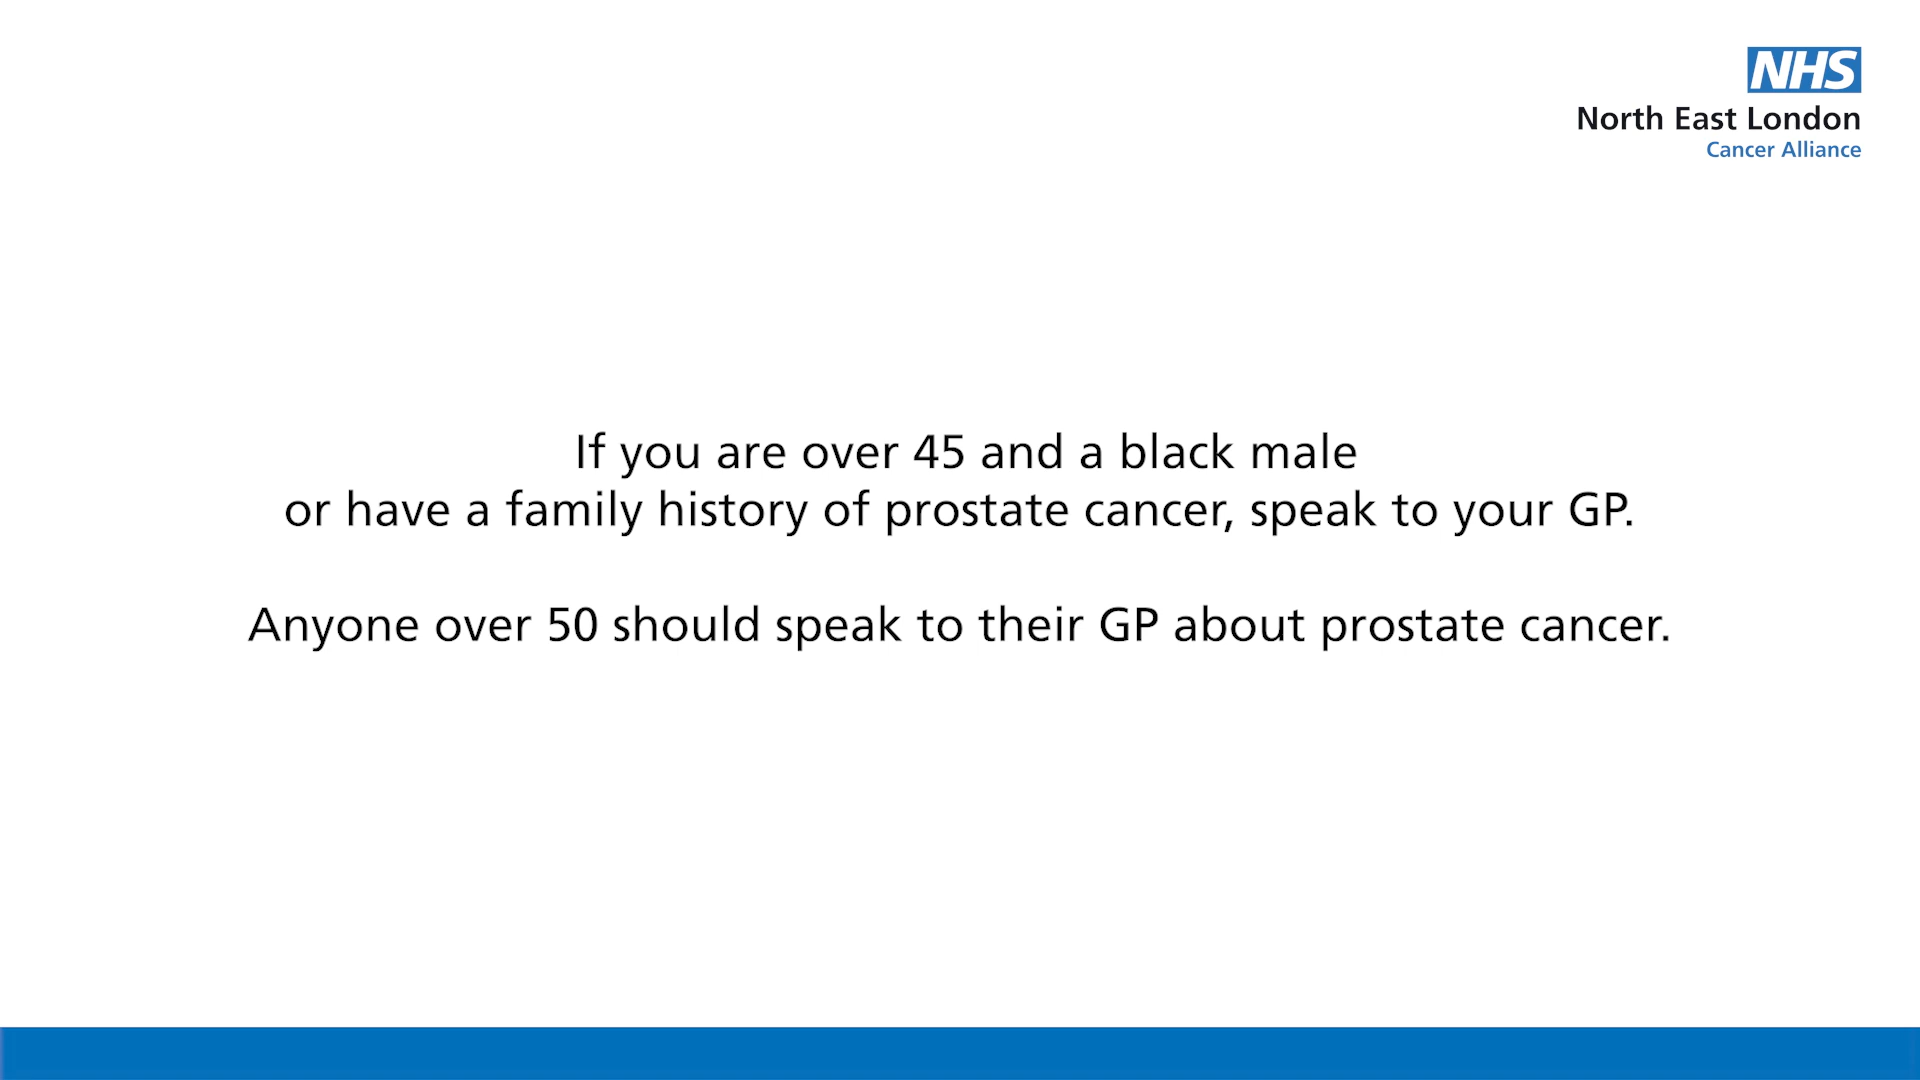 NHS
North East London
Cancer Alliance
If you are over 45 and a black male
or have a family history of prostate cancer, speak to your GP.
Anyone over 50 should speak to their GP about prostate cancer.